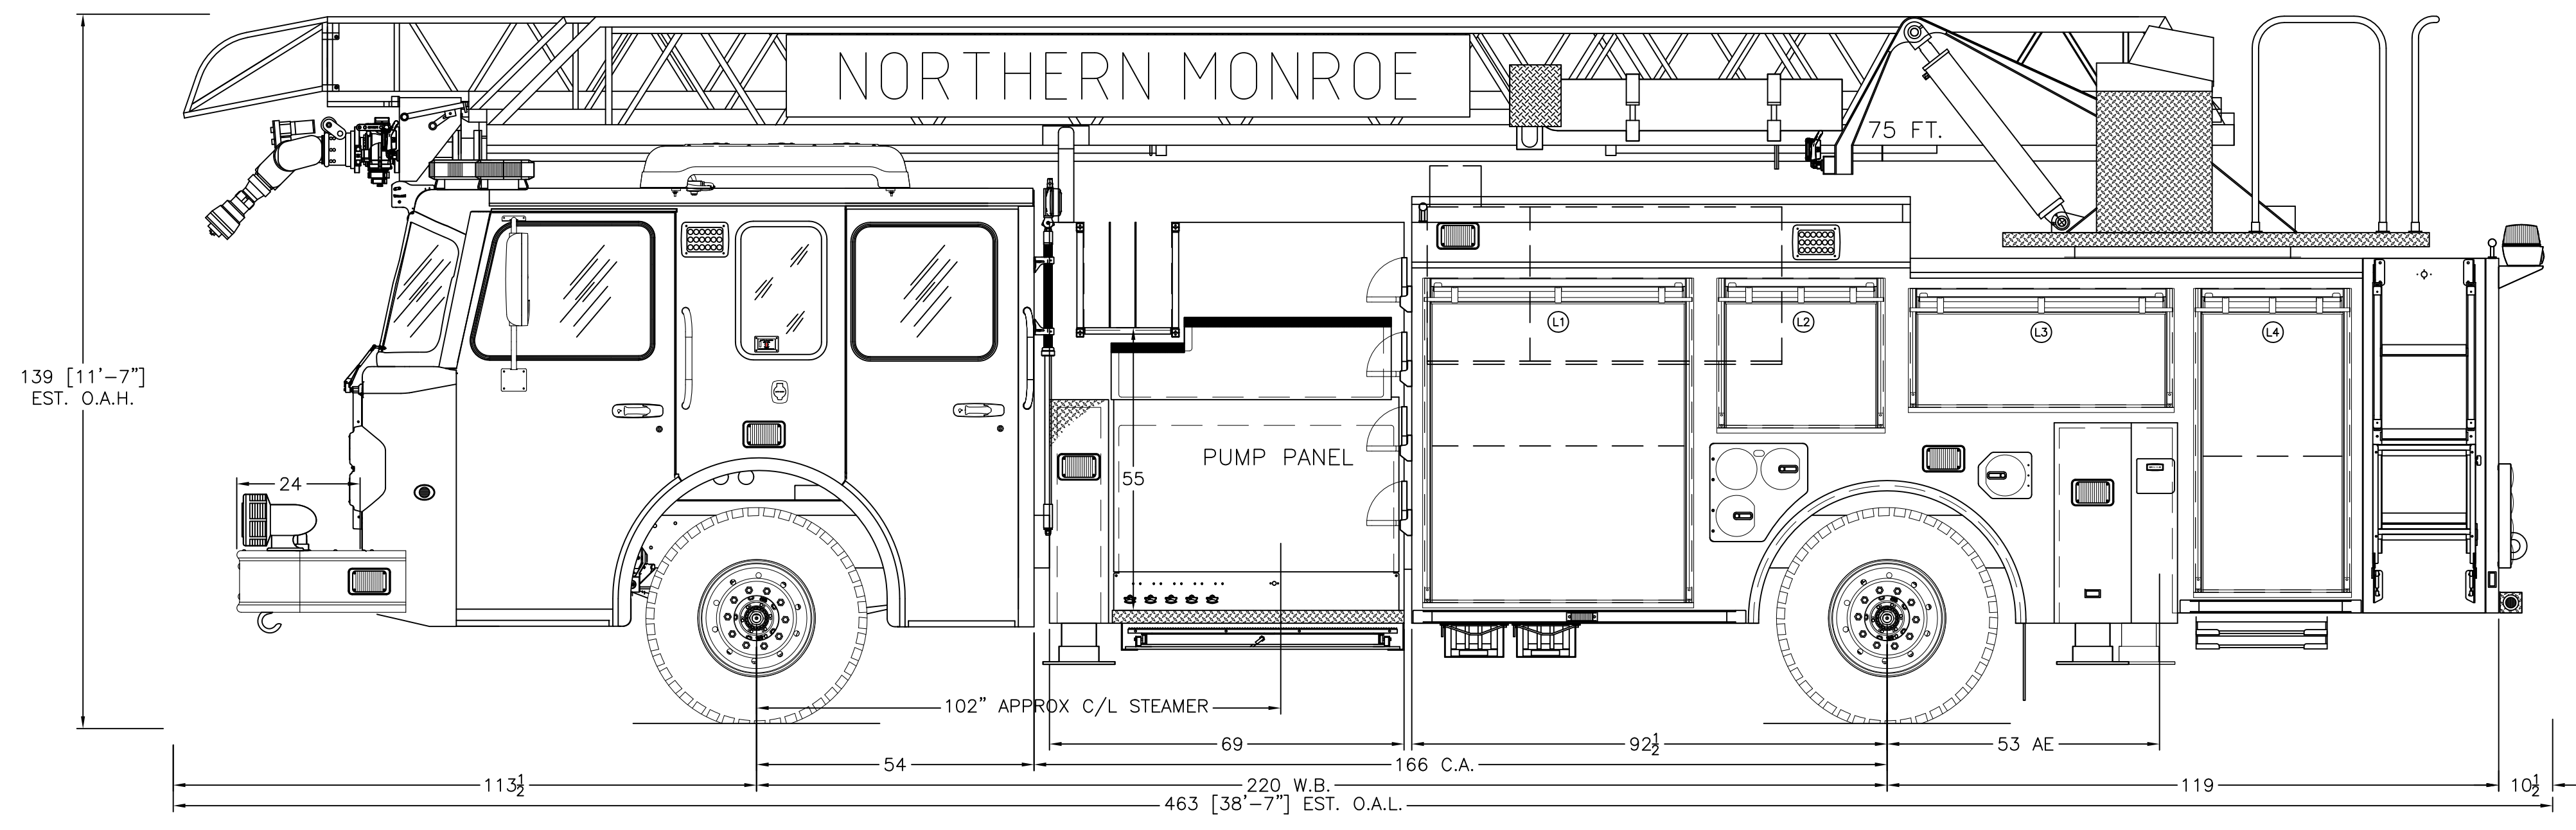 NORTHERN MONROE
75 FT.
139 [11'-7"]
EST. O.A.H.
L1
L2
L3
L4
PUMP PANEL
24
55
102" APPROX C/L STEAMER
69
92½
53 AE
54
166 C.A.
113½
220 W.B.
119
10½
463 [38'-7"] EST. O.A.L.